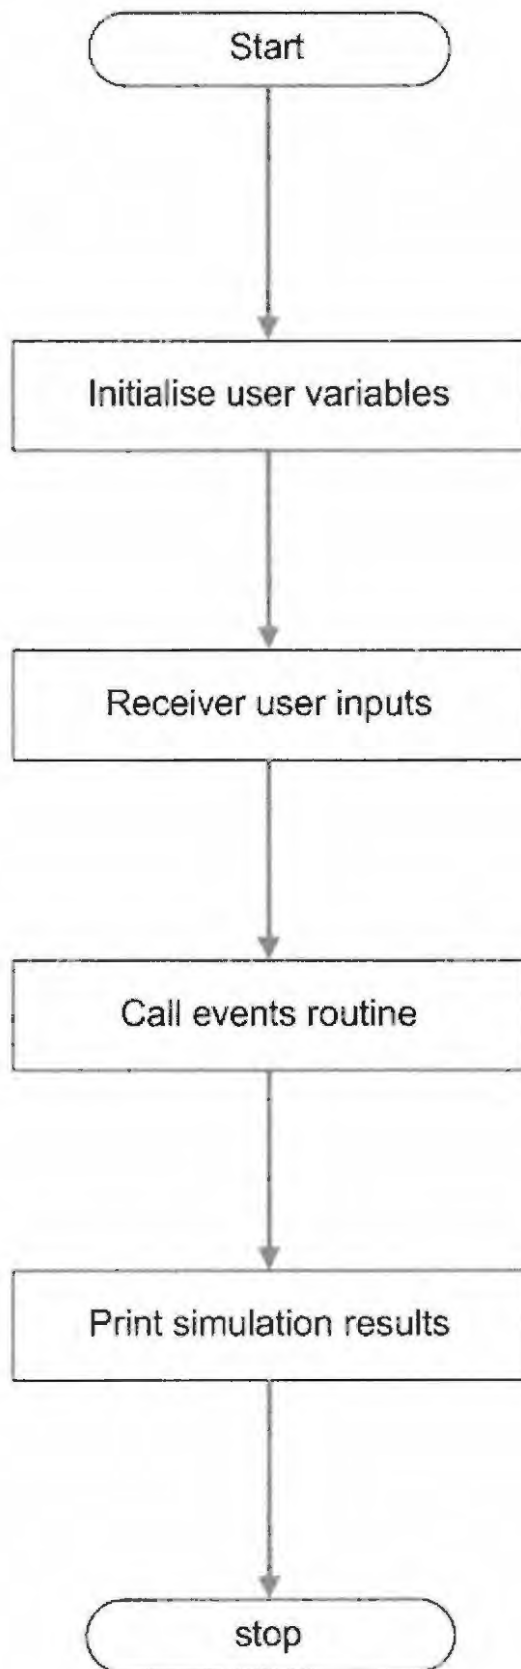 Start
Initialise user variables
Receiver user inputs
Call events routine
Print simulation results
stop